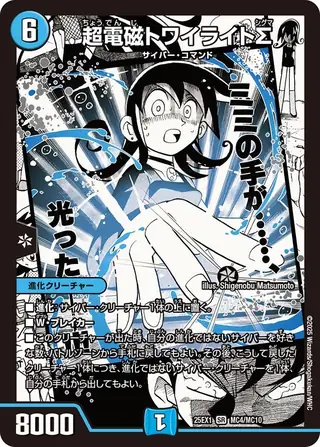 6
ちょうでんじ
シグマ
超電磁トワイライトΣ
サイバー・コマンド
ミミの手が……、
光った
illus. Shigenobu Matsumoto
進化クリーチャー
■進化:サイバー・クリーチャー1体の上に置く。
■W・ブレイカー
■このクリーチャーが出た時、自分の進化ではないサイバーを好き
な数、バトルゾーンから手札に戻してもよい。その後、こうして戻した
クリーチャー1体につき、進化ではないサイバー・クリーチャーを1体、
自分の手札から出してもよい。
©2025 Wizards/Shogakukan/WHC
8000
1
25EX1 SR MC4/MC10